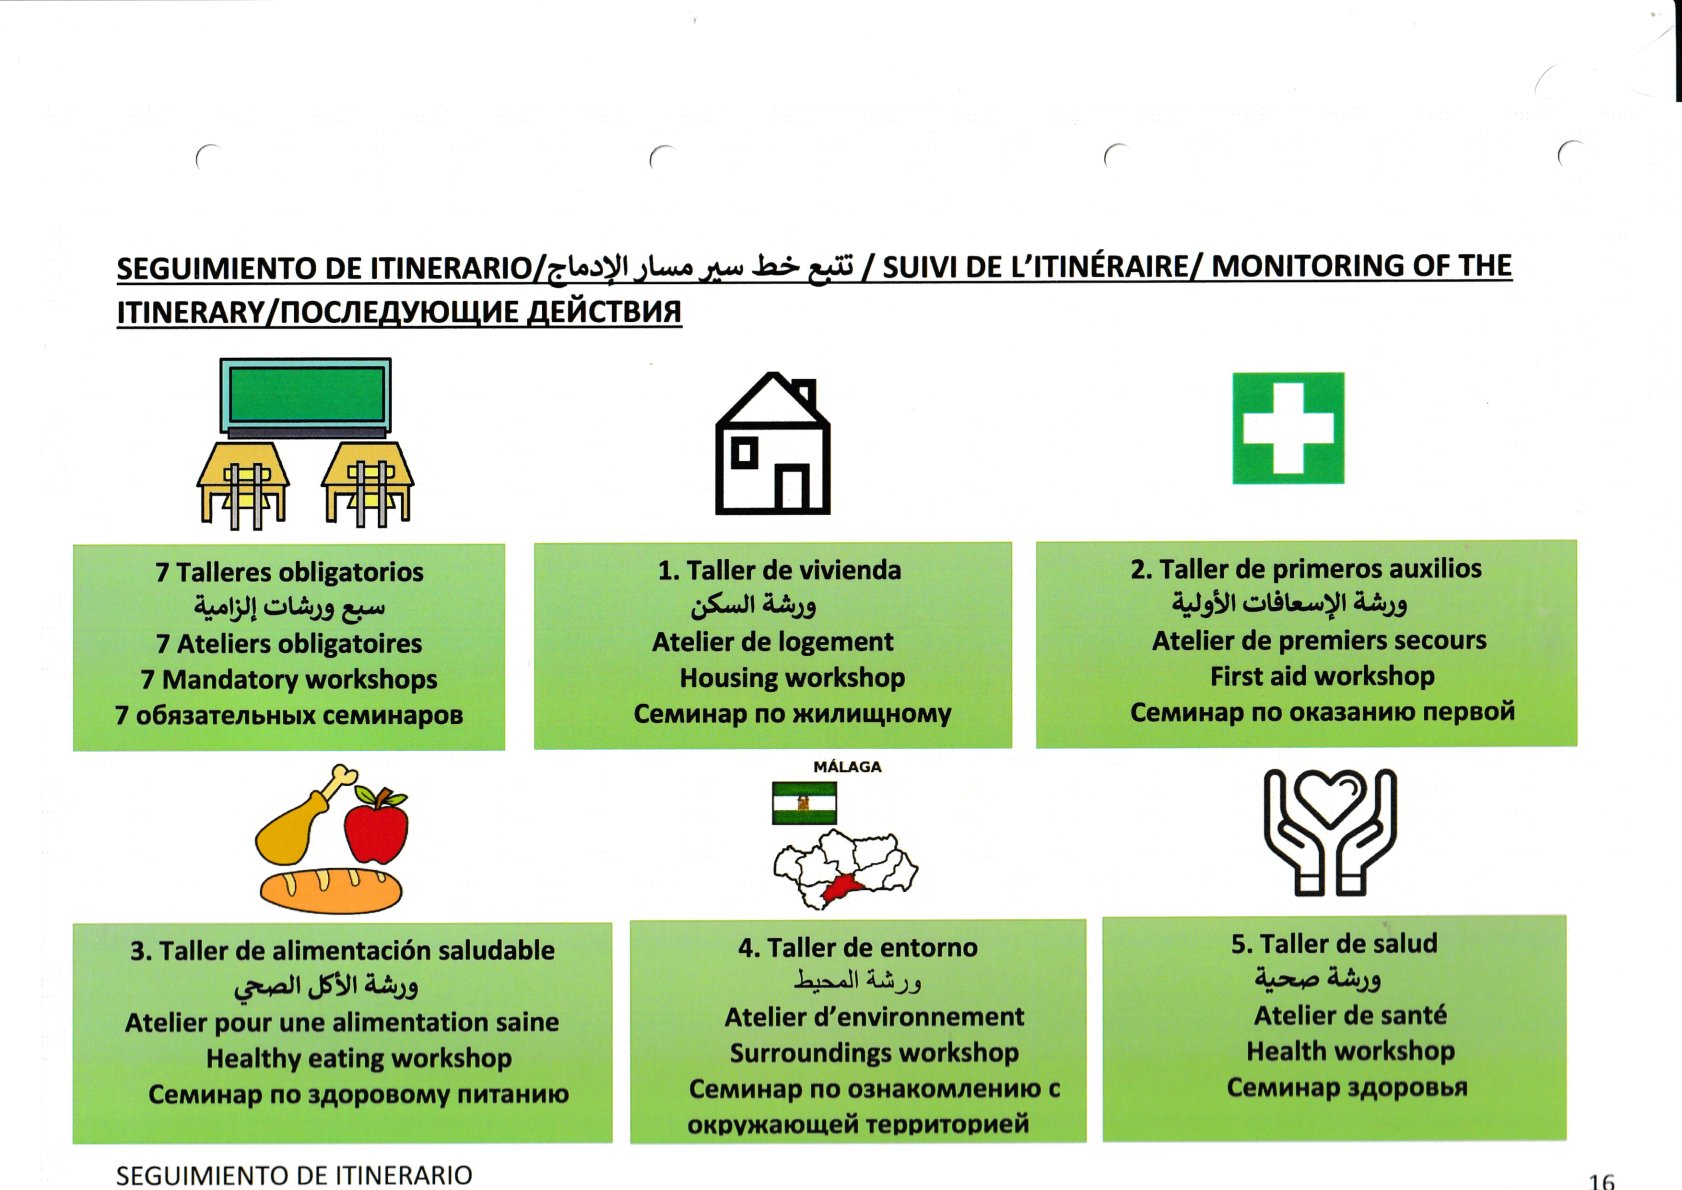 SEGUIMIENTO DE ITINERARIO/تتبع خط سير مسار الإدماج / SUIVI DE L’ITINÉRAIRE/ MONITORING OF THE
ITINERARY/ПОСЛЕДУЮЩИЕ ДЕЙСТВИЯ
7 Talleres obligatorios
سبع ورشات إلزامية
7 Ateliers obligatoires
7 Mandatory workshops
7 обязательных семинаров
1. Taller de vivienda
ورشة السكن
Atelier de logement
Housing workshop
Семинар по жилищному
2. Taller de primeros auxilios
ورشة الإسعافات الأولية
Atelier de premiers secours
First aid workshop
Семинар по оказанию первой
3. Taller de alimentación saludable
ورشة الأكل الصحي
Atelier pour une alimentation saine
Healthy eating workshop
Семинар по здоровому питанию
MÁLAGA
4. Taller de entorno
ورشة المحيط
Atelier d’environnement
Surroundings workshop
Семинар по ознакомлению с
окружающей территорией
5. Taller de salud
ورشة صحية
Atelier de santé
Health workshop
Семинар здоровья
SEGUIMIENTO DE ITINERARIO
16